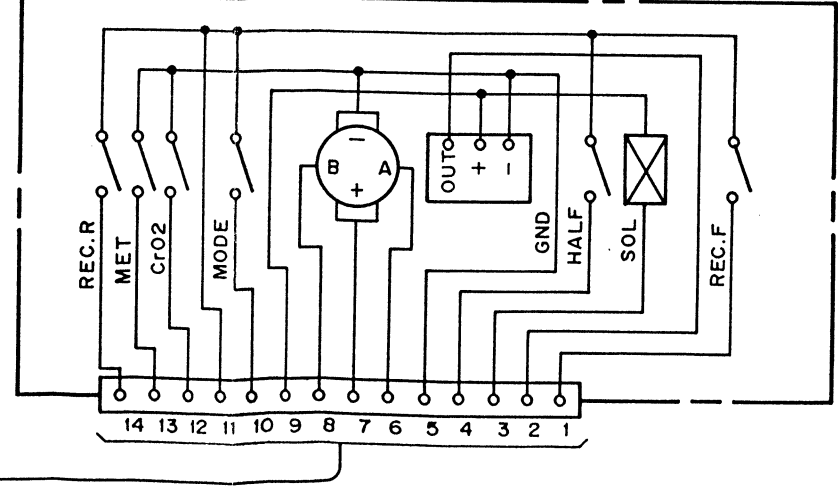 −
B
A
+
OUT
+
−
REC.R
MET
CrO2
MODE
GND
HALF
SOL
REC.F
14 13 12 11 10 9 8 7 6 5 4 3 2 1